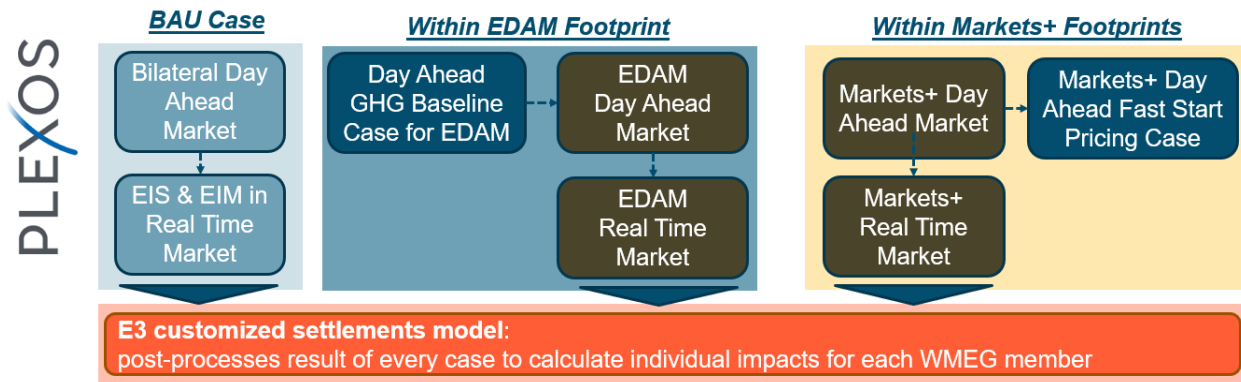 PLEXOS
BAU Case
Bilateral Day
Ahead
Market
EIS & EIM in
Real Time
Market
Within EDAM Footprint
Day Ahead
GHG Baseline
Case for EDAM
EDAM
Day Ahead
Market
EDAM
Real Time
Market
Within Markets+ Footprints
Markets+ Day
Ahead Market
Markets+ Day
Ahead Fast Start
Pricing Case
Markets+
Real Time
Market
E3 customized settlements model:
post-processes result of every case to calculate individual impacts for each WMEG member